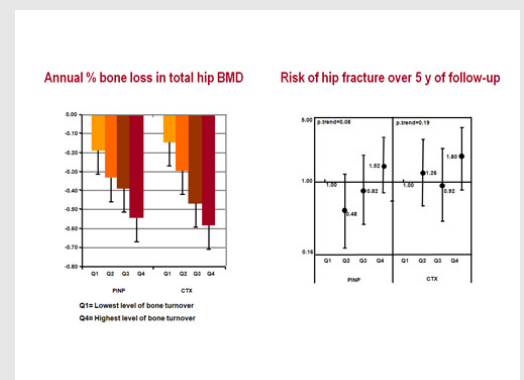 Annual % bone loss in total hip BMD
Risk of hip fracture over 5 y of follow-up
0.00
-0.10
-0.20
-0.30
-0.40
-0.50
-0.60
-0.70
-0.80
Q1 Q2 Q3 Q4 Q1 Q2 Q3 Q4
PINP CTX
Q1= Lowest level of bone turnover
Q4= Highest level of bone turnover
5.00
1.00
0.16
p.trend=0.08
p.trend=0.19
1.00
0.48
0.82
1.52
1.00
1.26
0.92
1.80
Q1 Q2 Q3 Q4 Q1 Q2 Q3 Q4
PINP CTX